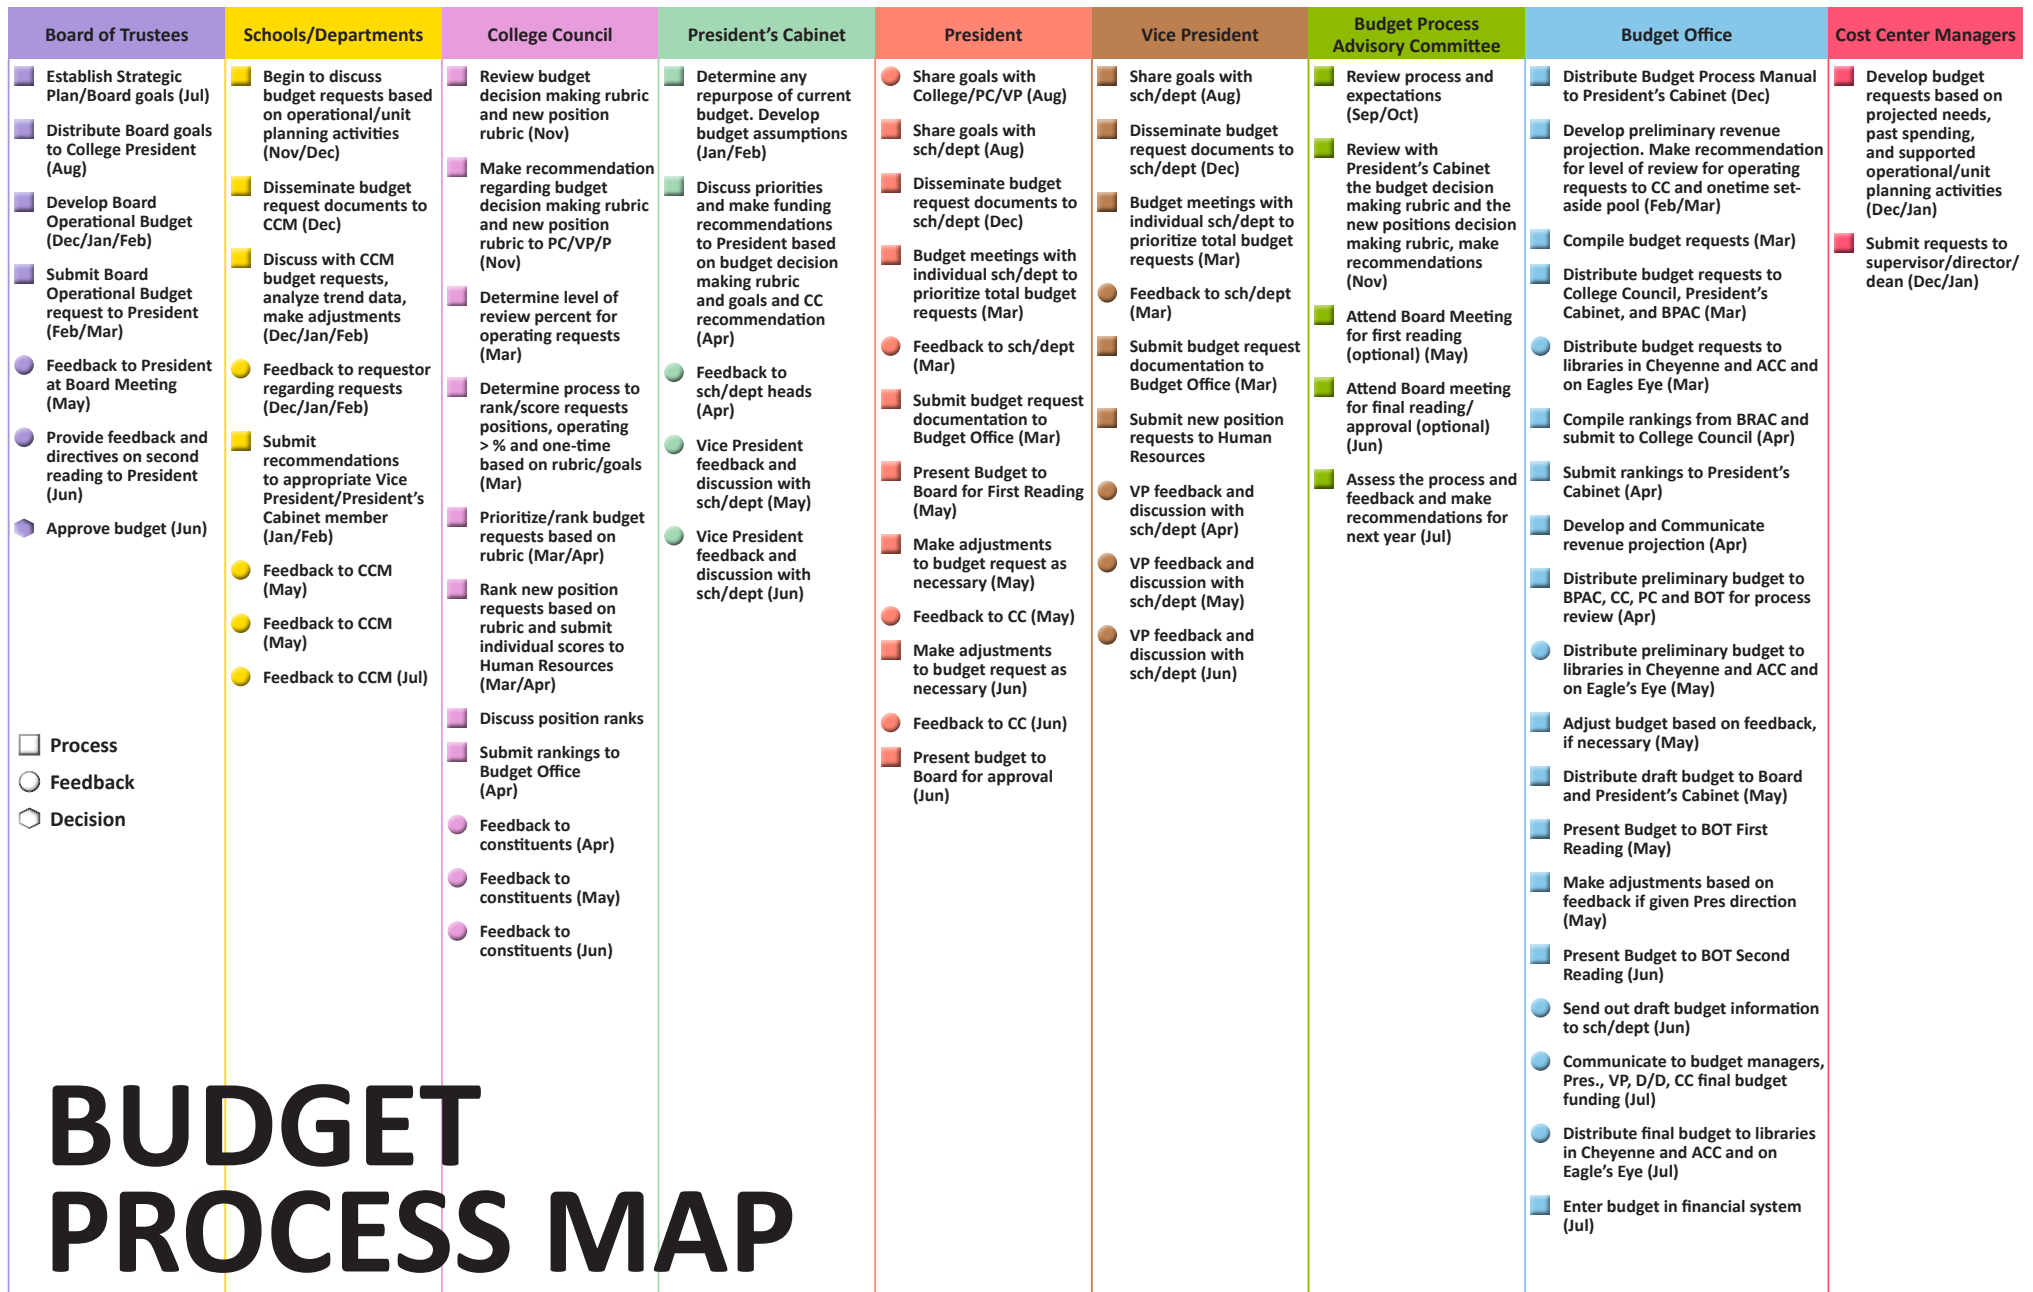 Board of Trustees
Establish Strategic
Plan/Board goals (Jul)
Distribute Board goals
to College President
(Aug)
Develop Board
Operational Budget
(Dec/Jan/Feb)
Submit Board
Operational Budget
request to President
(Feb/Mar)
Feedback to President
at Board Meeting
(May)
Provide feedback and
directives on second
reading to President
(Jun)
Approve budget (Jun)
Process
Feedback
Decision
Schools/Departments
Begin to discuss
budget requests based
on operational/unit
planning activities
(Nov/Dec)
Disseminate budget
request documents to
CCM (Dec)
Discuss with CCM
budget requests,
analyze trend data,
make adjustments
(Dec/Jan/Feb)
Feedback to requestor
regarding requests
(Dec/Jan/Feb)
Submit
recommendations
to appropriate Vice
President/President’s
Cabinet member
(Jan/Feb)
Feedback to CCM
(May)
Feedback to CCM
(May)
Feedback to CCM (Jul)
College Council
Review budget
decision making rubric
and new position
rubric (Nov)
Make recommendation
regarding budget
decision making rubric
and new position
rubric to PC/VP/P
(Nov)
Determine level of
review percent for
operating requests
(Mar)
Determine process to
rank/score requests
positions, operating
> % and one-time
based on rubric/goals
(Mar)
Prioritize/rank budget
requests based on
rubric (Mar/Apr)
Rank new position
requests based on
rubric and submit
individual scores to
Human Resources
(Mar/Apr)
Discuss position ranks
Submit rankings to
Budget Office
(Apr)
Feedback to
constituents (Apr)
Feedback to
constituents (May)
Feedback to
constituents (Jun)
President’s Cabinet
Determine any
repurpose of current
budget. Develop
budget assumptions
(Jan/Feb)
Discuss priorities
and make funding
recommendations
to President based
on budget decision
making rubric
and goals and CC
recommendation
(Apr)
Feedback to
sch/dept heads
(Apr)
Vice President
feedback and
discussion with
sch/dept (May)
Vice President
feedback and
discussion with
sch/dept (Jun)
President
Share goals with
College/PC/VP (Aug)
Share goals with
sch/dept (Aug)
Disseminate budget
request documents to
sch/dept (Dec)
Budget meetings with
individual sch/dept to
prioritize total budget
requests (Mar)
Feedback to sch/dept
(Mar)
Submit budget request
documentation to
Budget Office (Mar)
Present Budget to
Board for First Reading
(May)
Make adjustments
to budget request as
necessary (May)
Feedback to CC (May)
Make adjustments
to budget request as
necessary (Jun)
Feedback to CC (Jun)
Present budget to
Board for approval
(Jun)
Vice President
Share goals with
sch/dept (Aug)
Disseminate budget
request documents to
sch/dept (Dec)
Budget meetings with
individual sch/dept to
prioritize total budget
requests (Mar)
Feedback to sch/dept
(Mar)
Submit budget request
documentation to
Budget Office (Mar)
Submit new position
requests to Human
Resources
VP feedback and
discussion with
sch/dept (Apr)
VP feedback and
discussion with
sch/dept (May)
VP feedback and
discussion with
sch/dept (Jun)
Budget Process
Advisory Committee
Review process and
expectations
(Sep/Oct)
Review with
President’s Cabinet
the budget decision
making rubric and the
new positions decision
making rubric, make
recommendations
(Nov)
Attend Board Meeting
for first reading
(optional) (May)
Attend Board meeting
for final reading/
approval (optional)
(Jun)
Assess the process and
feedback and make
recommendations for
next year (Jul)
Budget Office
Distribute Budget Process Manual
to President’s Cabinet (Dec)
Develop preliminary revenue
projection. Make recommendation
for level of review for operating
requests to CC and onetime set-
aside pool (Feb/Mar)
Compile budget requests (Mar)
Distribute budget requests to
College Council, President’s
Cabinet, and BPAC (Mar)
Distribute budget requests to
libraries in Cheyenne and ACC and
on Eagles Eye (Mar)
Compile rankings from BRAC and
submit to College Council (Apr)
Submit rankings to President’s
Cabinet (Apr)
Develop and Communicate
revenue projection (Apr)
Distribute preliminary budget to
BPAC, CC, PC and BOT for process
review (Apr)
Distribute preliminary budget to
libraries in Cheyenne and ACC and
on Eagle’s Eye (May)
Adjust budget based on feedback,
if necessary (May)
Distribute draft budget to Board
and President’s Cabinet (May)
Present Budget to BOT First
Reading (May)
Make adjustments based on
feedback if given Pres direction
(May)
Present Budget to BOT Second
Reading (Jun)
Send out draft budget information
to sch/dept (Jun)
Communicate to budget managers,
Pres., VP, D/D, CC final budget
funding (Jul)
Distribute final budget to libraries
in Cheyenne and ACC and on
Eagle’s Eye (Jul)
Enter budget in financial system
(Jul)
Cost Center Managers
Develop budget
requests based on
projected needs,
past spending,
and supported
operational/unit
planning activities
(Dec/Jan)
Submit requests to
supervisor/director/
dean (Dec/Jan)
BUDGET
PROCESS MAP